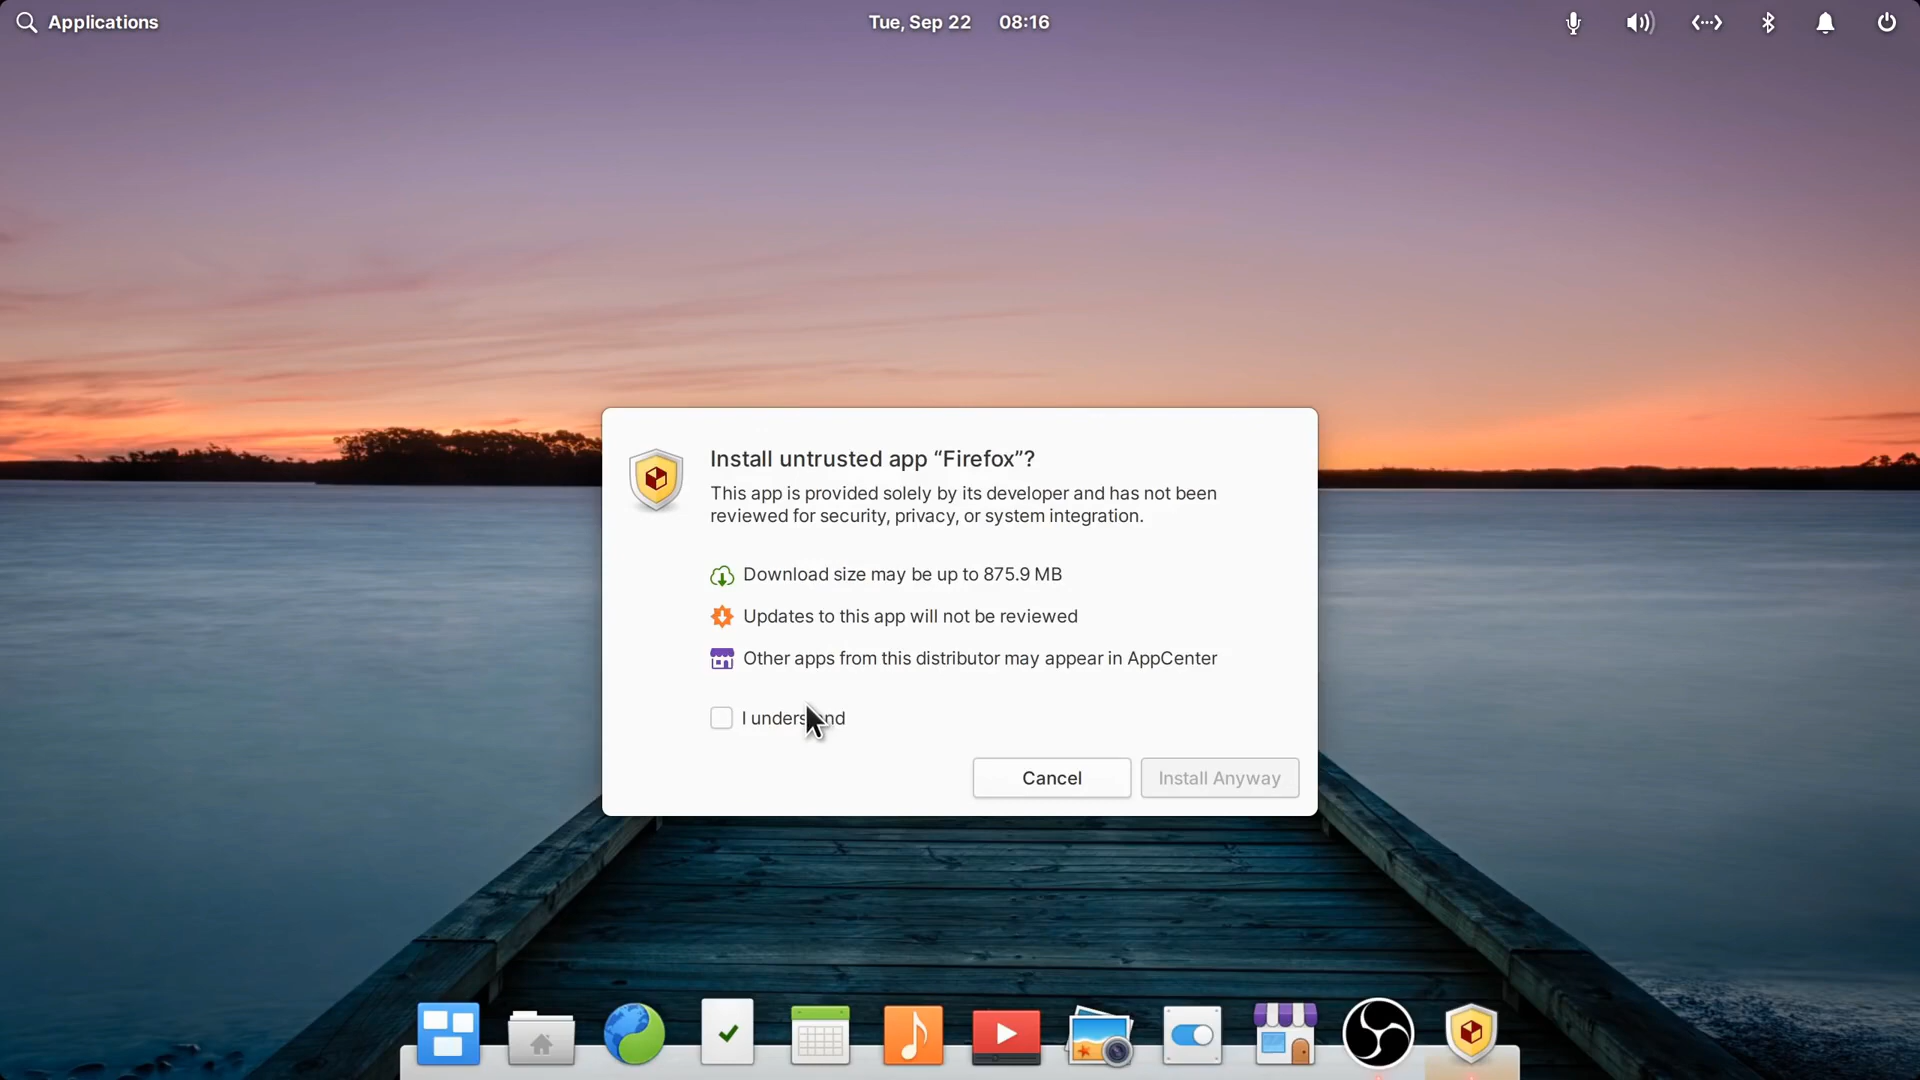 Applications
Tue, Sep 22 08:16
Install untrusted app “Firefox”?
This app is provided solely by its developer and has not been
reviewed for security, privacy, or system integration.
Download size may be up to 875.9 MB
Updates to this app will not be reviewed
Other apps from this distributor may appear in AppCenter
I understand
Cancel
Install Anyway